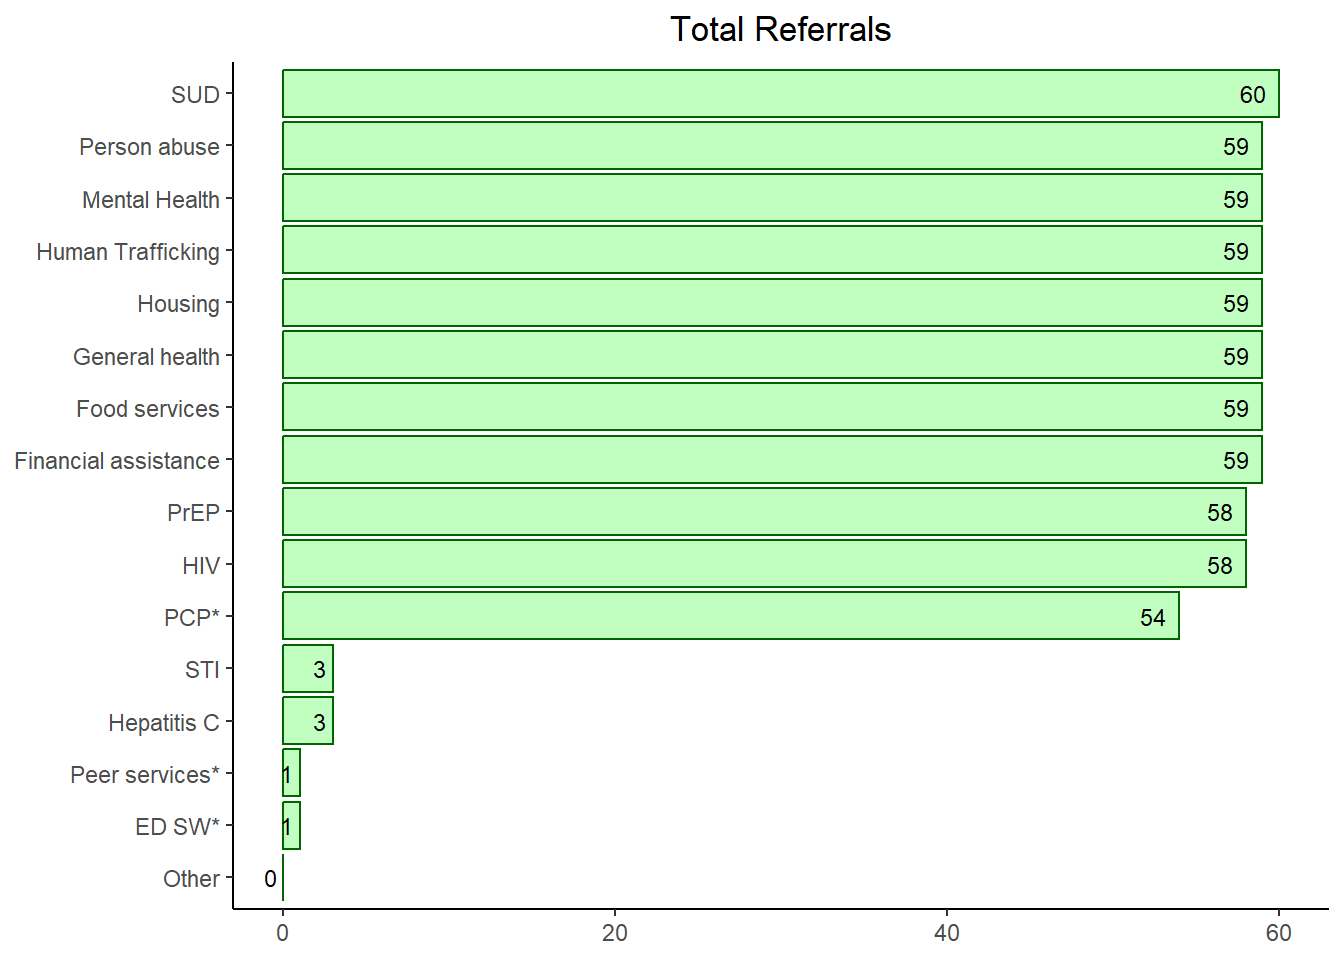 Total Referrals
SUD 60
Person abuse 59
Mental Health 59
Human Trafficking 59
Housing 59
General health 59
Food services 59
Financial assistance 59
PrEP 58
HIV 58
PCP* 54
STI 3
Hepatitis C 3
Peer services* 1
ED SW* 1
Other 0
0 20 40 60